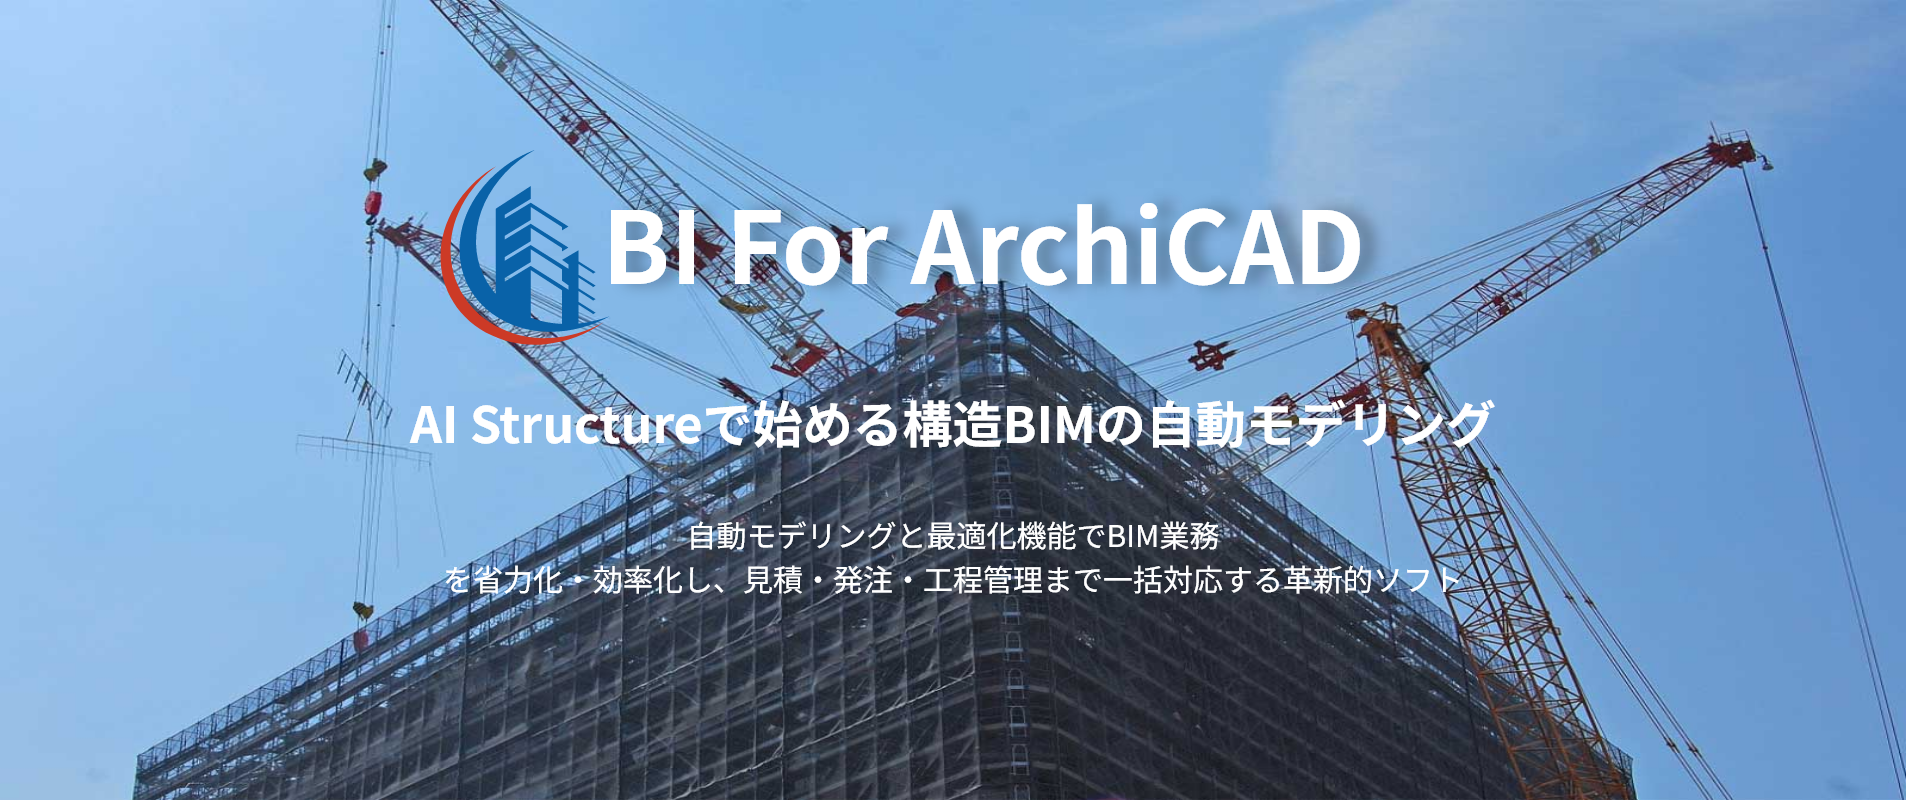 BI For ArchiCAD
AI Structureで始める構造BIMの自動モデリング
自動モデリングと最適化機能でBIM業務
を省力化・効率化し、見積・発注・工程管理まで一括対応する革新的ソフト